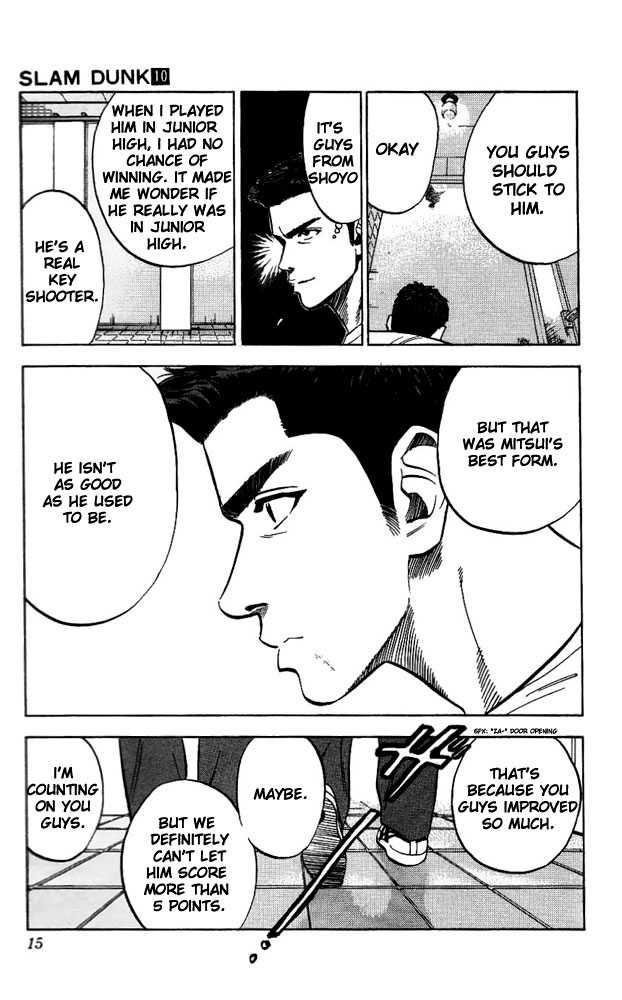 SLAM DUNK 10
YOU GUYS
SHOULD
STICK TO
HIM.
OKAY
IT'S
GUYS
FROM
SHOYO
WHEN I PLAYED
HIM IN JUNIOR
HIGH, I HAD NO
CHANCE OF
WINNING. IT MADE
ME WONDER IF
HE REALLY WAS
IN JUNIOR
HIGH.
HE'S A
REAL
KEY
SHOOTER.
BUT THAT
WAS MITSUI'S
BEST FORM.
HE ISN'T
AS GOOD
AS HE USED
TO BE.
SFX: "ZA-" DOOR OPENING
THAT'S
BECAUSE YOU
GUYS IMPROVED
SO MUCH.
MAYBE.
BUT WE
DEFINITELY
CAN'T LET
HIM SCORE
MORE THAN
5 POINTS.
I'M
COUNTING
ON YOU
GUYS.
15